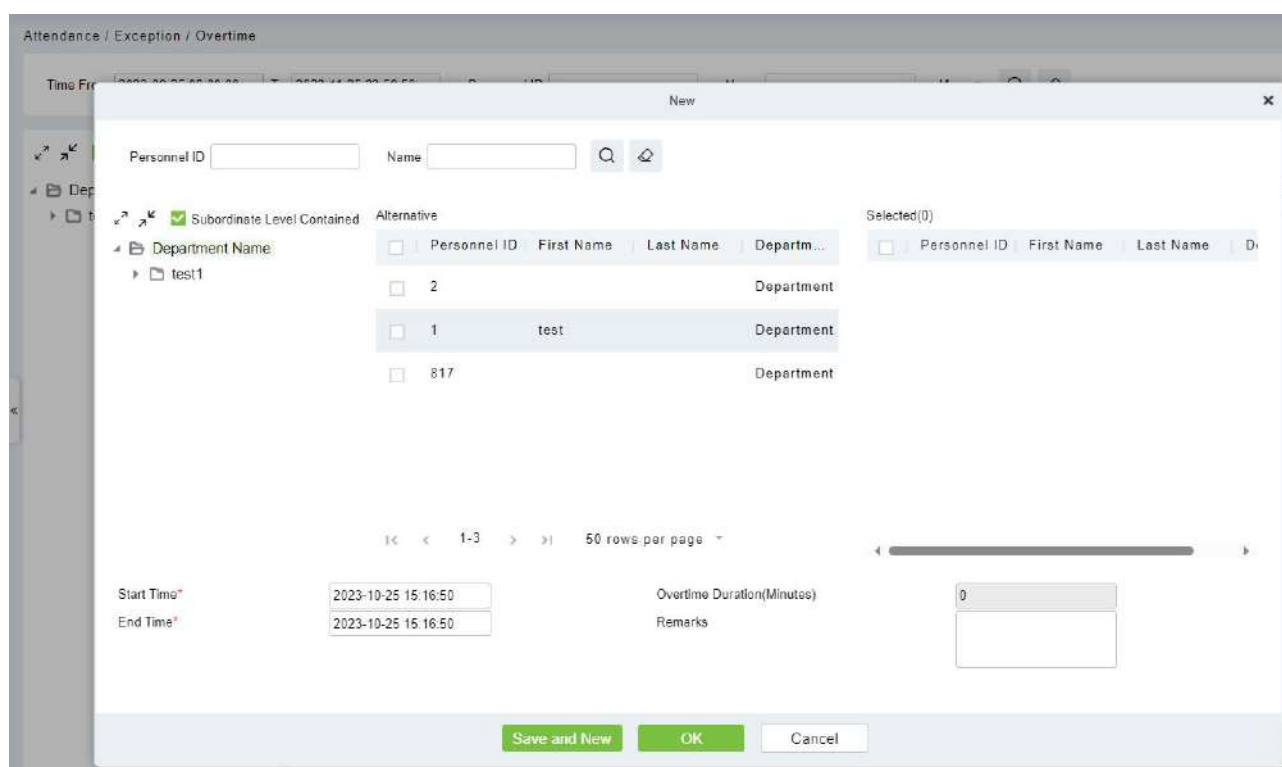 Attendance / Exception / Overtime
Time Fr
New
Personnel ID
Name
Dep
Subordinate Level Contained
Alternative
Selected(0)
Department Name
test1
Personnel ID First Name Last Name Departm...
Personnel ID First Name Last Name
2 Department
1 test Department
817 Department
1-3 50 rows per page
Start Time*
2023-10-25 15:16:50
Overtime Duration(Minutes)
0
End Time*
2023-10-25 15:16:50
Remarks
Save and New
OK
Cancel